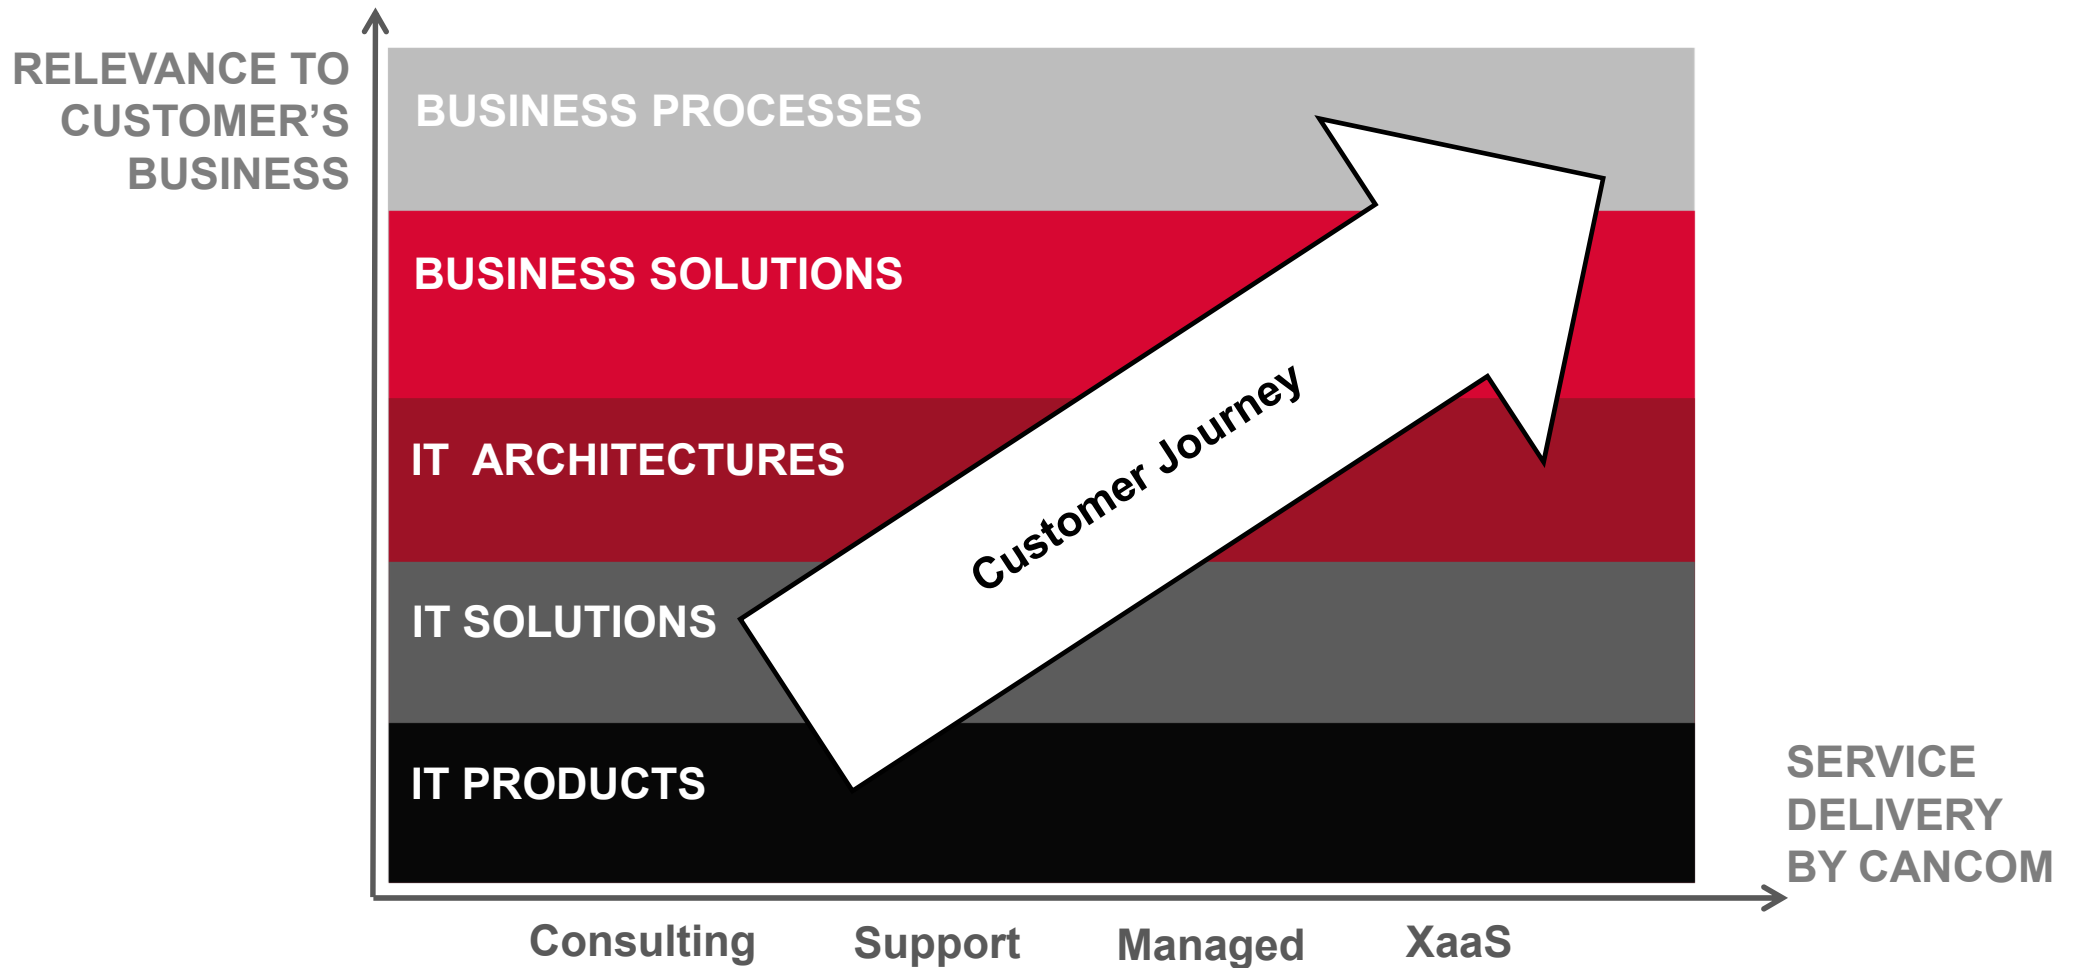 RELEVANCE TO
CUSTOMER’S
BUSINESS
BUSINESS PROCESSES
BUSINESS SOLUTIONS
IT  ARCHITECTURES
IT SOLUTIONS
IT PRODUCTS
Customer Journey
SERVICE
DELIVERY
BY CANCOM
Consulting
Support
Managed
XaaS